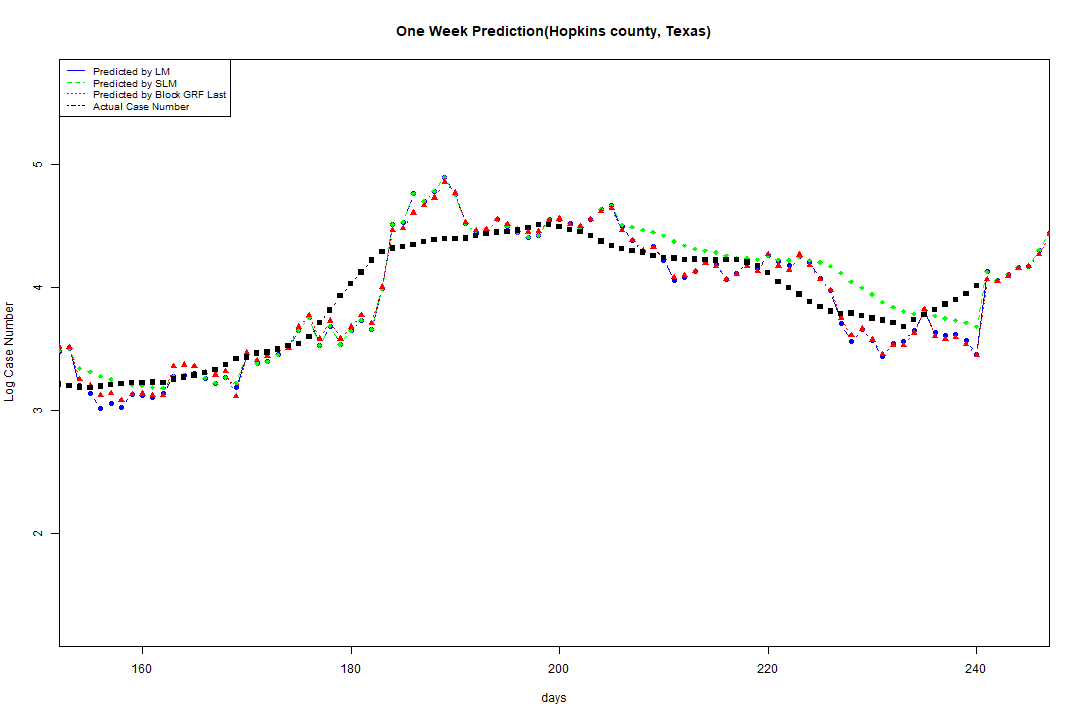 One Week Prediction(Hopkins county, Texas)
Predicted by LM
Predicted by SLM
Predicted by Block GRF Last
Actual Case Number
5
4
3
2
Log Case Number
160 180 200 220 240
days